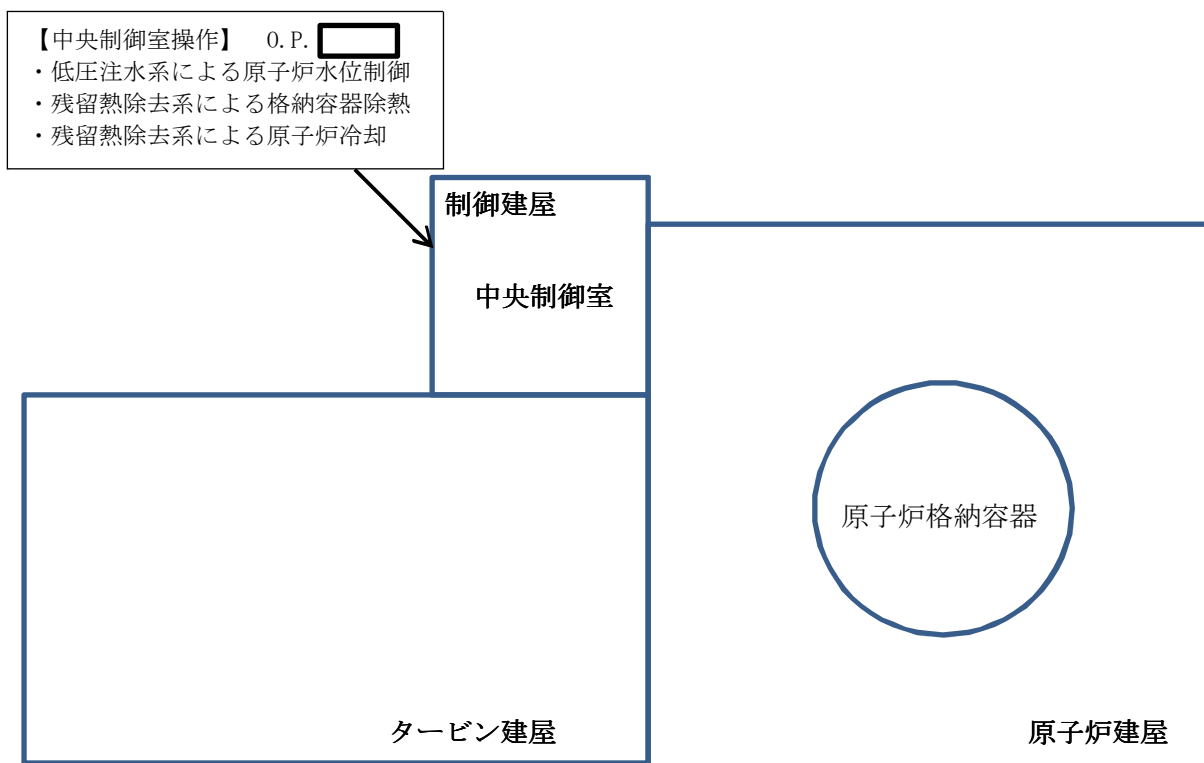 【中央制御室操作】 O.P.
・低圧注水系による原子炉水位制御
・残留熱除去系による格納容器除熱
・残留熱除去系による原子炉冷却
制御建屋
中央制御室
原子炉格納容器
タービン建屋
原子炉建屋